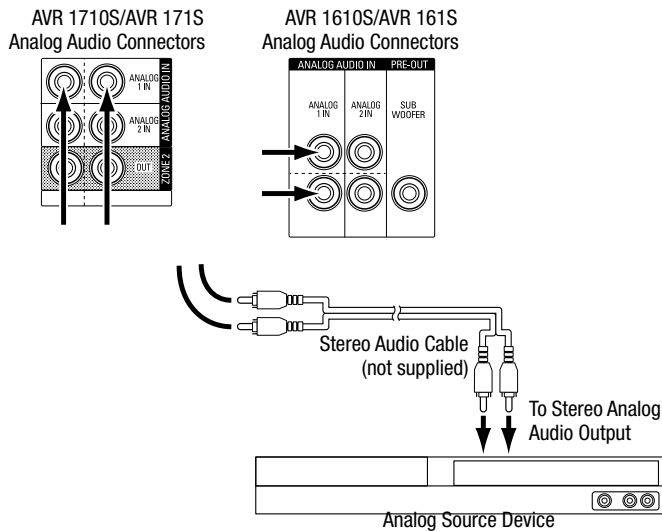 AVR 1710S/AVR 171S
Analog Audio Connectors
ANALOG
1 IN
ANALOG
2 IN
OUT
ANALOG AUDIO IN
ZONE 2
AVR 1610S/AVR 161S
Analog Audio Connectors
ANALOG AUDIO IN
PRE-OUT
ANALOG
1 IN
ANALOG
2 IN
SUB
WOOFER
Stereo Audio Cable
(not supplied)
To Stereo Analog
Audio Output
Analog Source Device